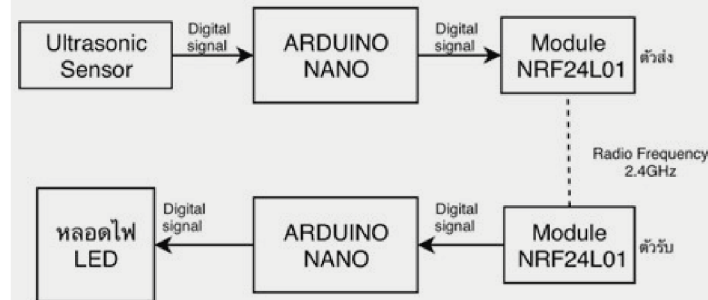 Ultrasonic
Sensor
Digital
signal
ARDUINO
NANO
Digital
signal
Module
NRF24L01
ตัวส่ง
Radio Frequency
2.4GHz
หลอดไฟ
LED
Digital
signal
ARDUINO
NANO
Digital
signal
Module
NRF24L01
ตัวรับ